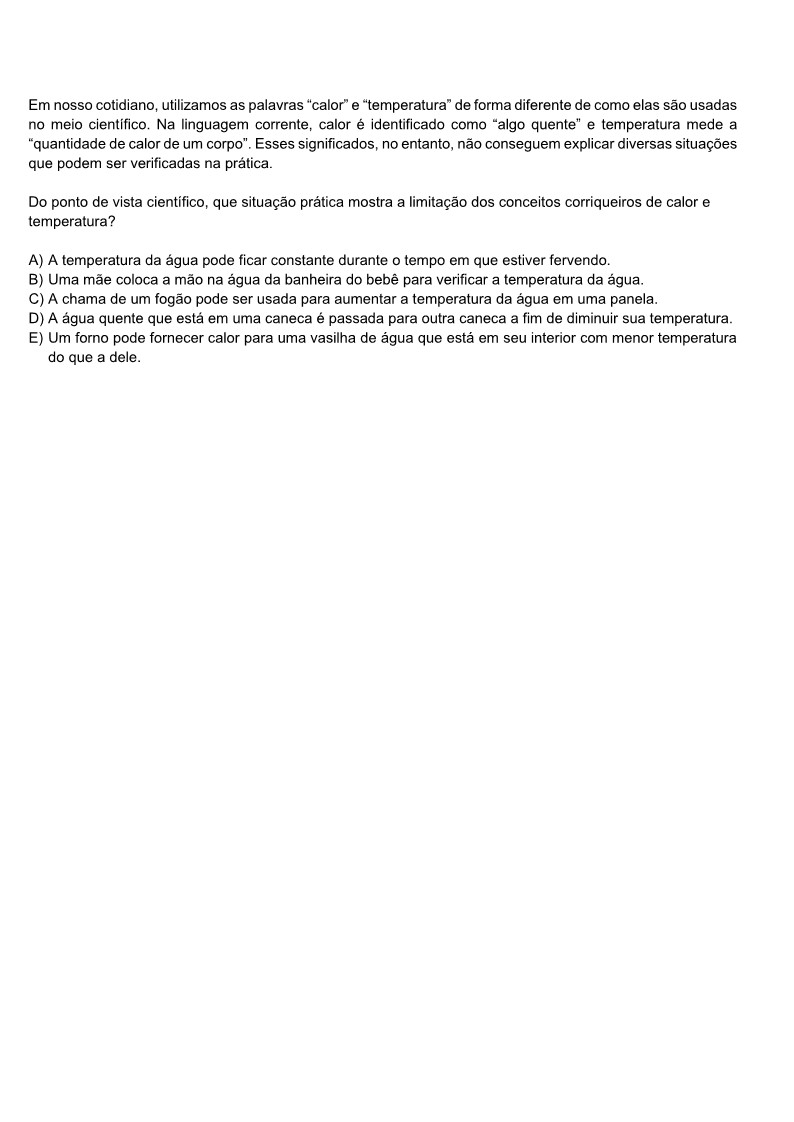 Em nosso cotidiano, utilizamos as palavras “calor” e “temperatura” de forma diferente de como elas são usadas
no meio científico. Na linguagem corrente, calor é identificado como “algo quente” e temperatura mede a
“quantidade de calor de um corpo”. Esses significados, no entanto, não conseguem explicar diversas situações
que podem ser verificadas na prática.
Do ponto de vista científico, que situação prática mostra a limitação dos conceitos corriqueiros de calor e
temperatura?
A) A temperatura da água pode ficar constante durante o tempo em que estiver fervendo.
B) Uma mãe coloca a mão na água da banheira do bebê para verificar a temperatura da água.
C) A chama de um fogão pode ser usada para aumentar a temperatura da água em uma panela.
D) A água quente que está em uma caneca é passada para outra caneca a fim de diminuir sua temperatura.
E) Um forno pode fornecer calor para uma vasilha de água que está em seu interior com menor temperatura
do que a dele.